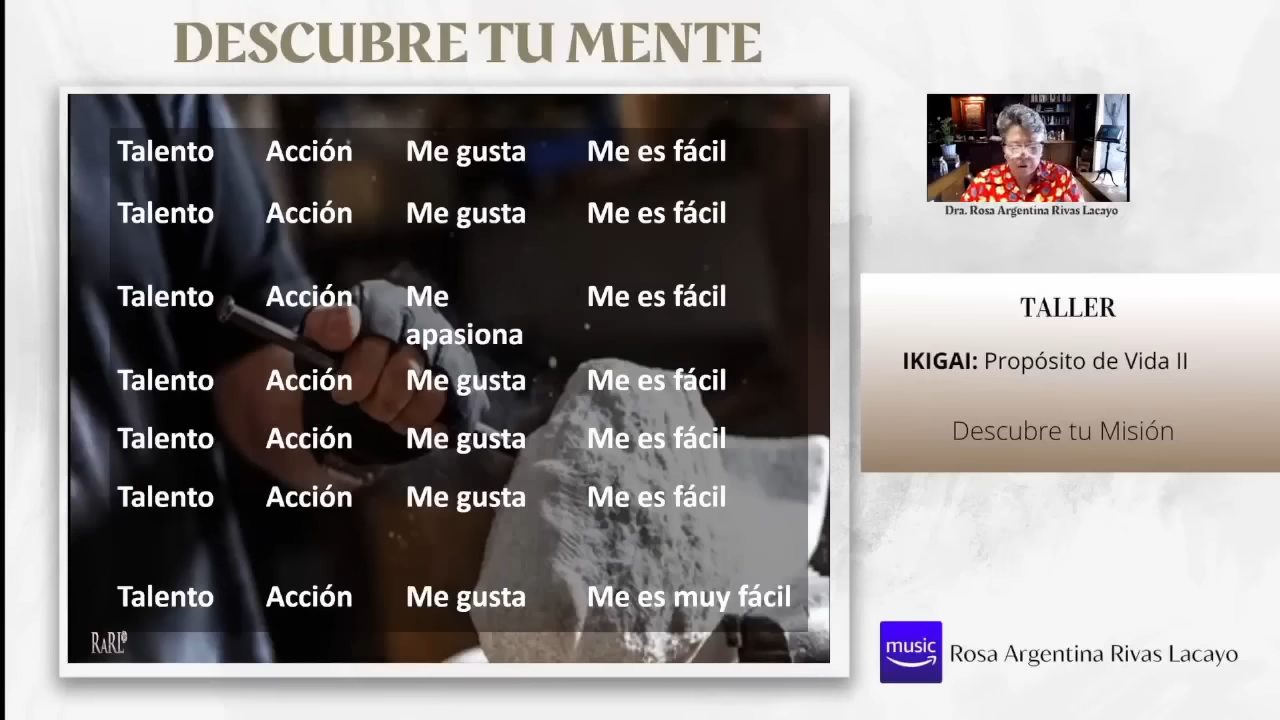 DESCUBRE TU MENTE
Talento Acción Me gusta Me es fácil
Talento Acción Me gusta Me es fácil
Talento Acción Me apasiona Me es fácil
Talento Acción Me gusta Me es fácil
Talento Acción Me gusta Me es fácil
Talento Acción Me gusta Me es fácil
Talento Acción Me gusta Me es muy fácil
RARL©
Dra. Rosa Argentina Rivas Lacayo
TALLER
IKIGAI: Propósito de Vida II
Descubre tu Misión
music
Rosa Argentina Rivas Lacayo